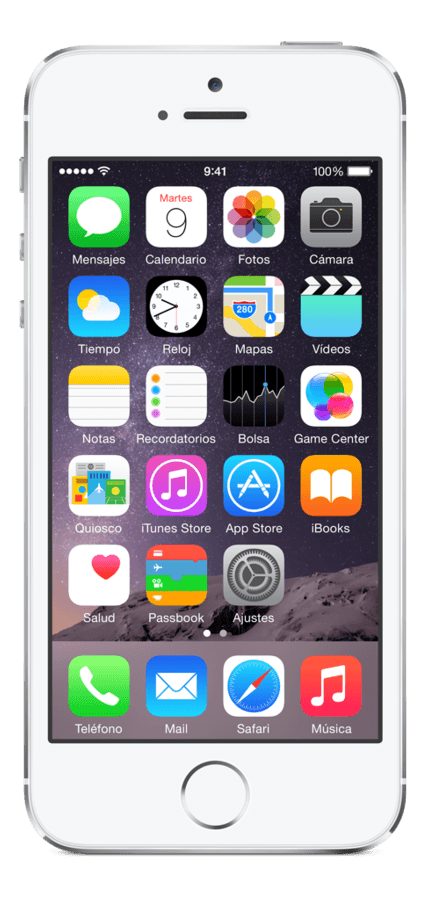 9:41 100%
Martes
9
12
280
Mensajes Calendario Fotos Cámara
Tiempo Reloj Mapas Vídeos
Notas Recordatorios Bolsa Game Center
Quiosco iTunes Store App Store iBooks
Salud Passbook Ajustes
Teléfono Mail Safari Música